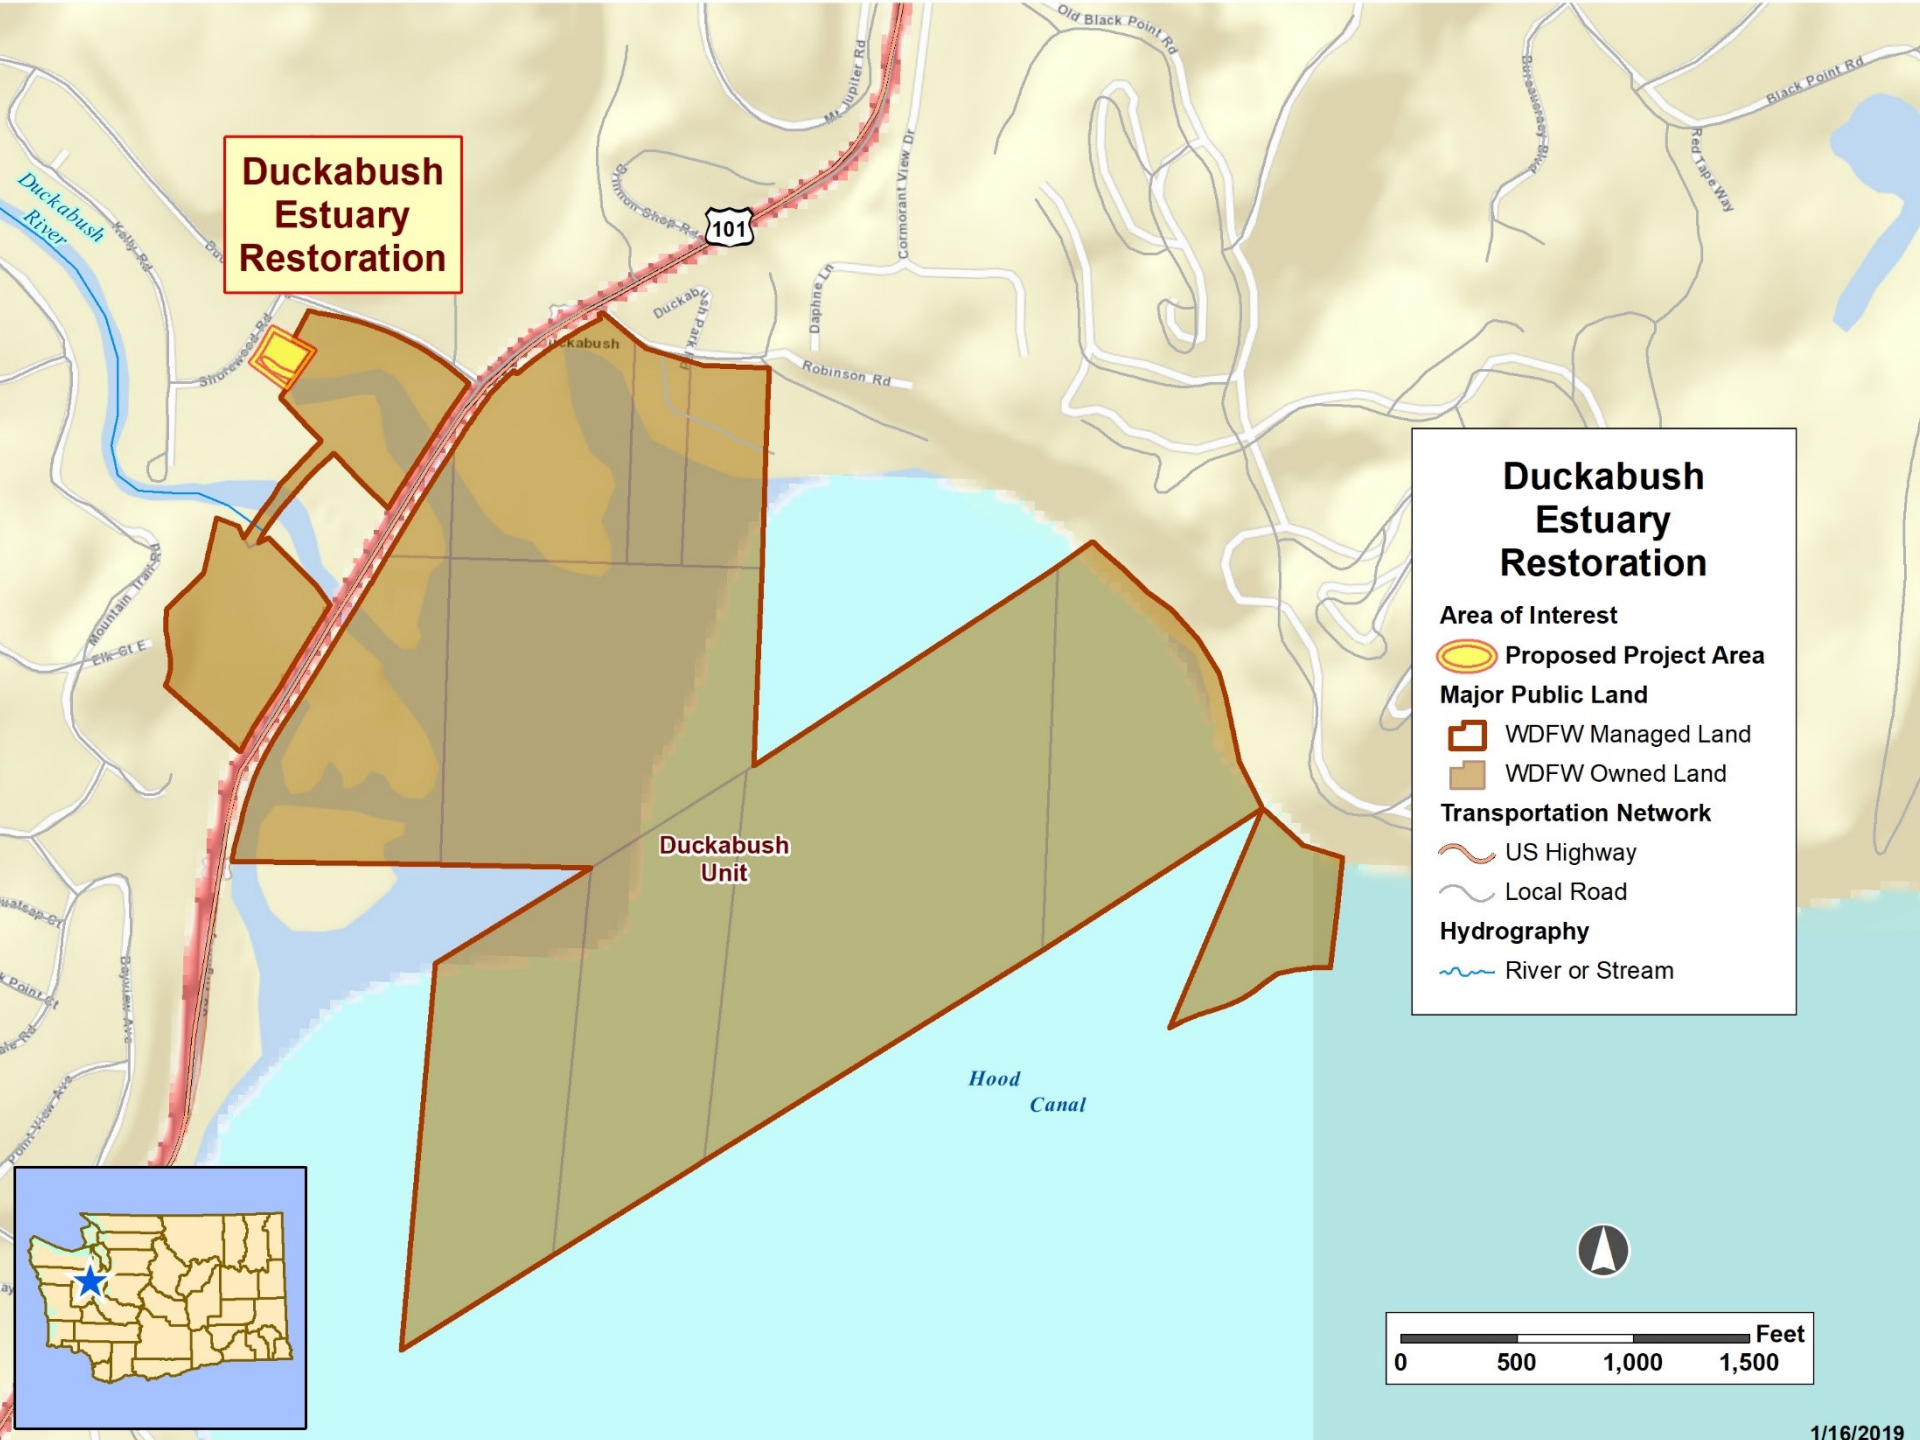 Old Black Point Rd
Mt Jupiter Rd
Black Point Rd
Bureaucracy Blvd
Red Tape Way
Cormorant View Dr
Duckabush
River
Kelly Rd
Duckabush
Estuary
Restoration
Shop Rd
101
Daphne Ln
Duckabush Park
Shorewood Rd
Robinson Rd
Mountain Trail Rd
Elk Ct E
Duckabush
Estuary
Restoration
Area of Interest
Proposed Project Area
Major Public Land
WDFW Managed Land
WDFW Owned Land
Transportation Network
US Highway
Local Road
Hydrography
River or Stream
Duckabush
Unit
Bayview Ave
Point Ct
Point View Ave
Hood
Canal
Feet
0 500 1,000 1,500
1/16/2019